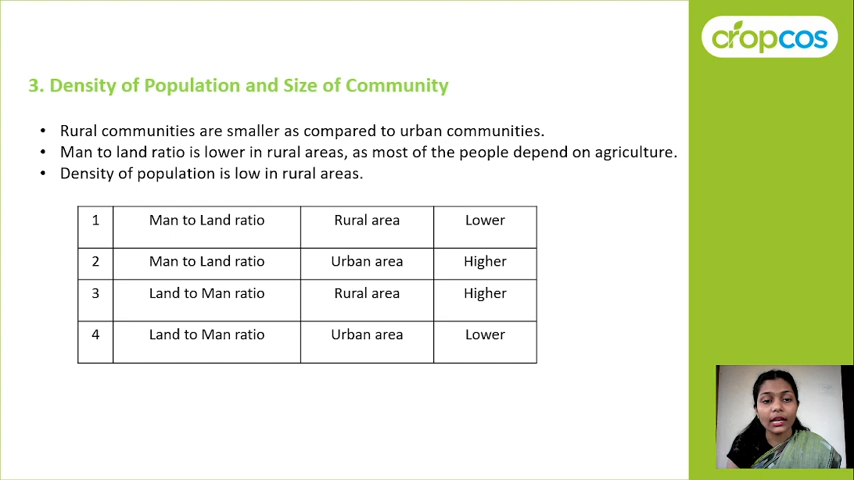 cropcos
3. Density of Population and Size of Community
• Rural communities are smaller as compared to urban communities.
• Man to land ratio is lower in rural areas, as most of the people depend on agriculture.
• Density of population is low in rural areas.
1 Man to Land ratio Rural area Lower
2 Man to Land ratio Urban area Higher
3 Land to Man ratio Rural area Higher
4 Land to Man ratio Urban area Lower